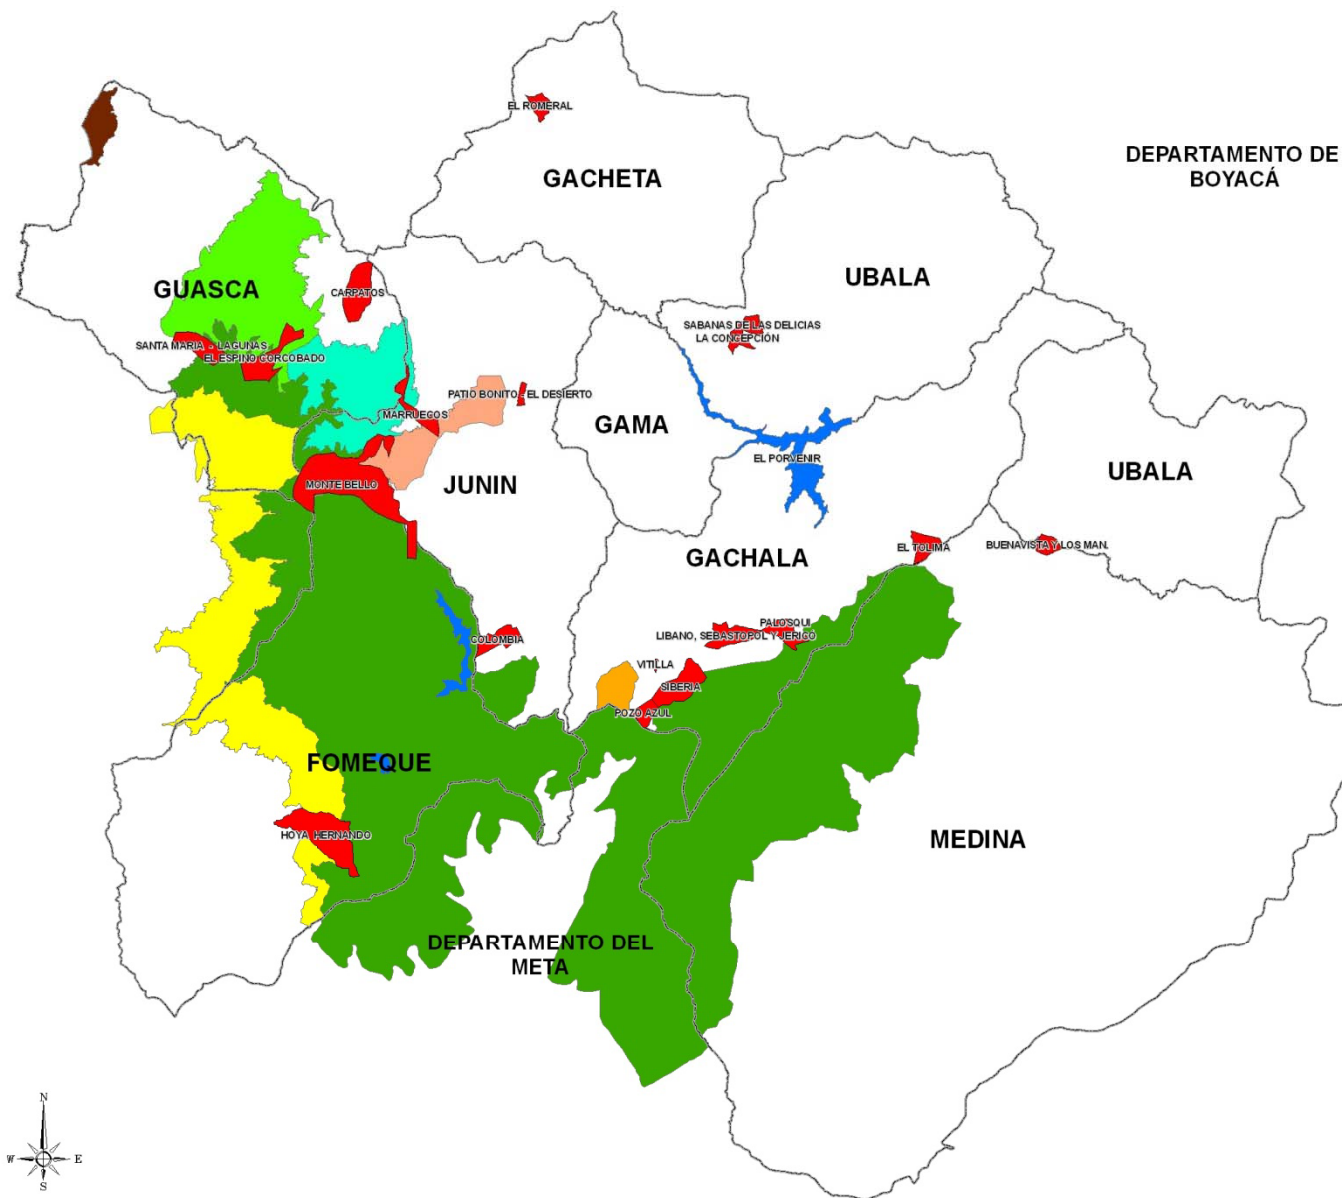 EL ROMERAL
DEPARTAMENTO DE
BOYACÁ
GACHETA
UBALA
GUASCA
CARPATOS
SABANAS DE LAS DELICIAS
LA CONCEPCIÓN
SANTA MARIA - LAGUNAS
EL ESPINO CORCOBADO
PATIO BONITO - EL DESIERTO
MARRUECOS
GAMA
EL PORVENIR
UBALA
MONTE BELLO
JUNIN
GACHALA
EL TOLIMA
BUENAVISTA Y LOS MAN.
PALOSQUI
LIBANO, SEBASTOPOL Y JERICO
COLOMBIA
VITILLA
SIBERIA
POZO AZUL
FOMEQUE
HOYA HERNANDO
MEDINA
DEPARTAMENTO DEL
META
N
W E
S